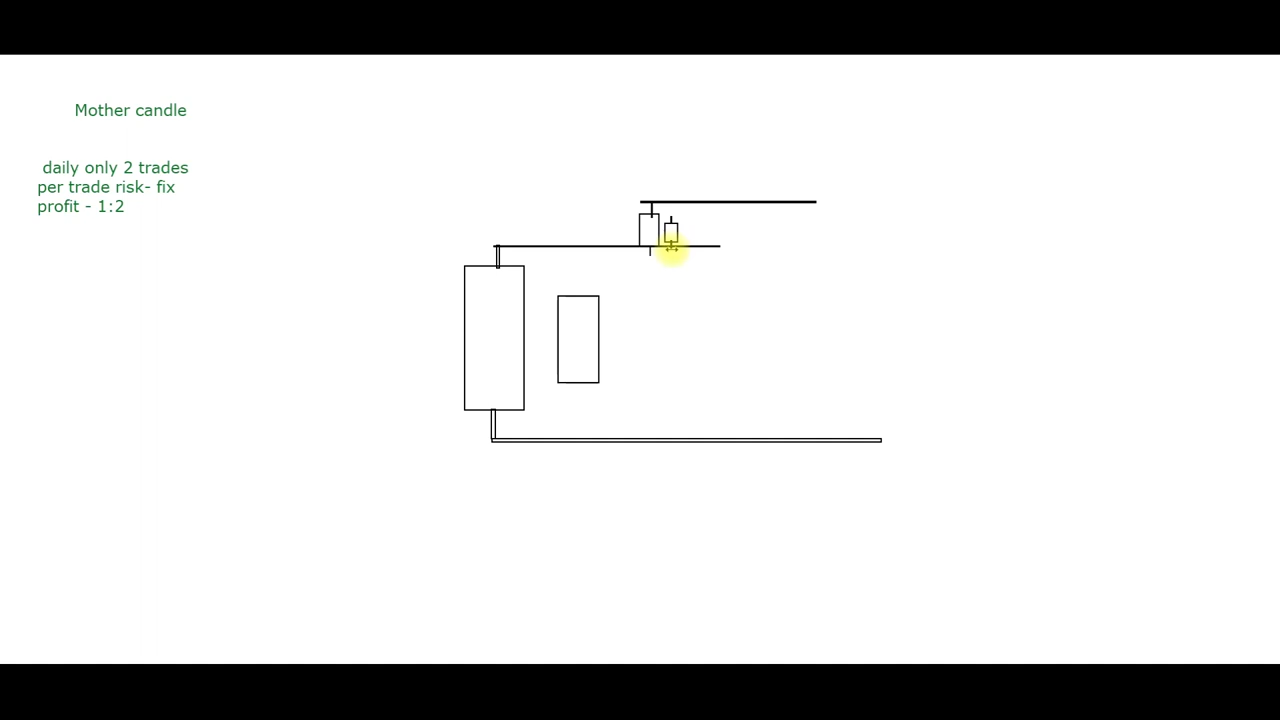 Mother candle
daily only 2 trades
per trade risk- fix
profit - 1:2